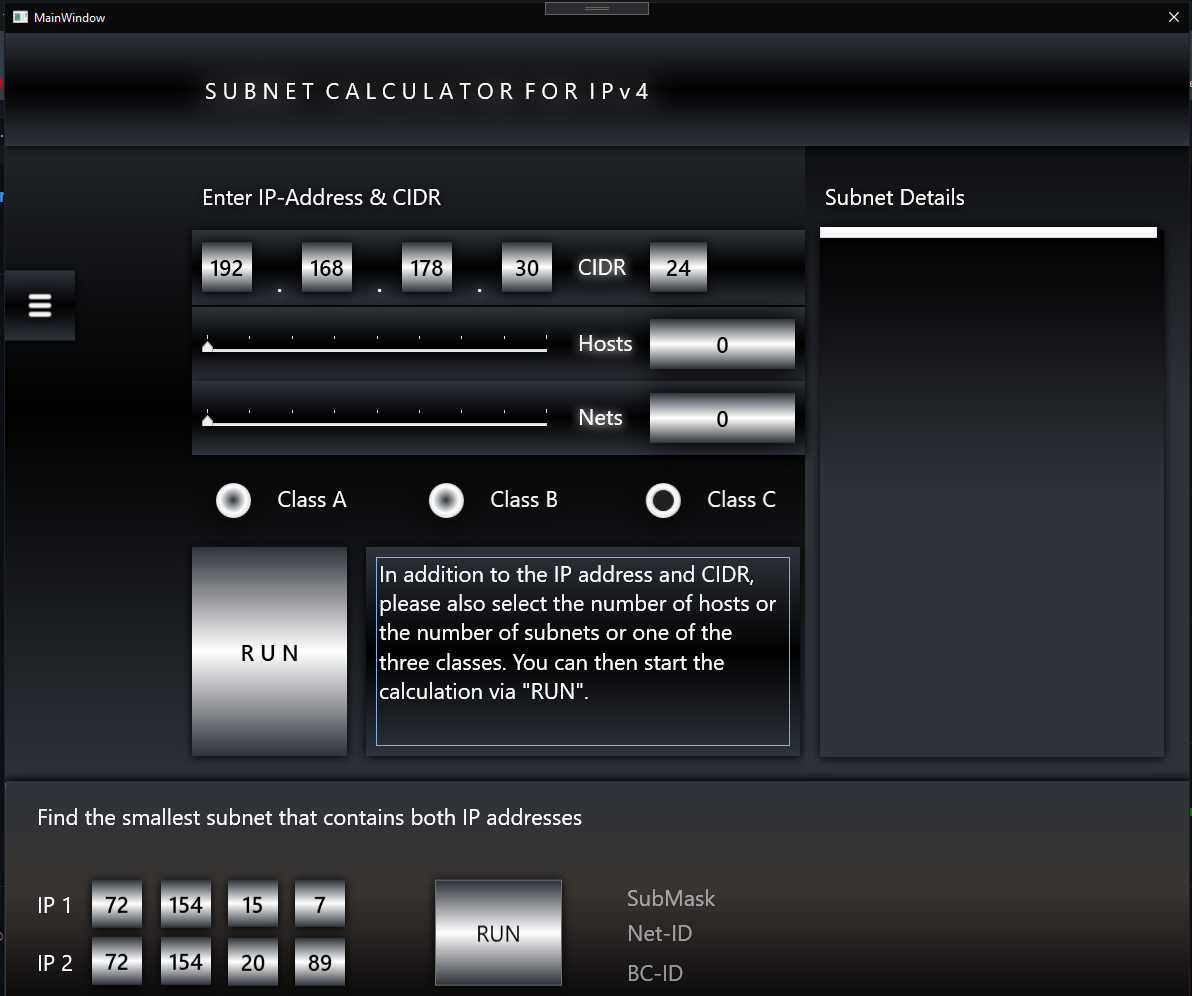 MainWindow
SUBNET CALCULATOR FOR IPv4
Enter IP-Address & CIDR
Subnet Details
192 . 168 . 178 . 30 CIDR 24
Hosts 0
Nets 0
Class A Class B Class C
RUN
In addition to the IP address and CIDR,
please also select the number of hosts or
the number of subnets or one of the
three classes. You can then start the
calculation via "RUN".
Find the smallest subnet that contains both IP addresses
IP 1 72 154 15 7
IP 2 72 154 20 89
RUN
SubMask
Net-ID
BC-ID